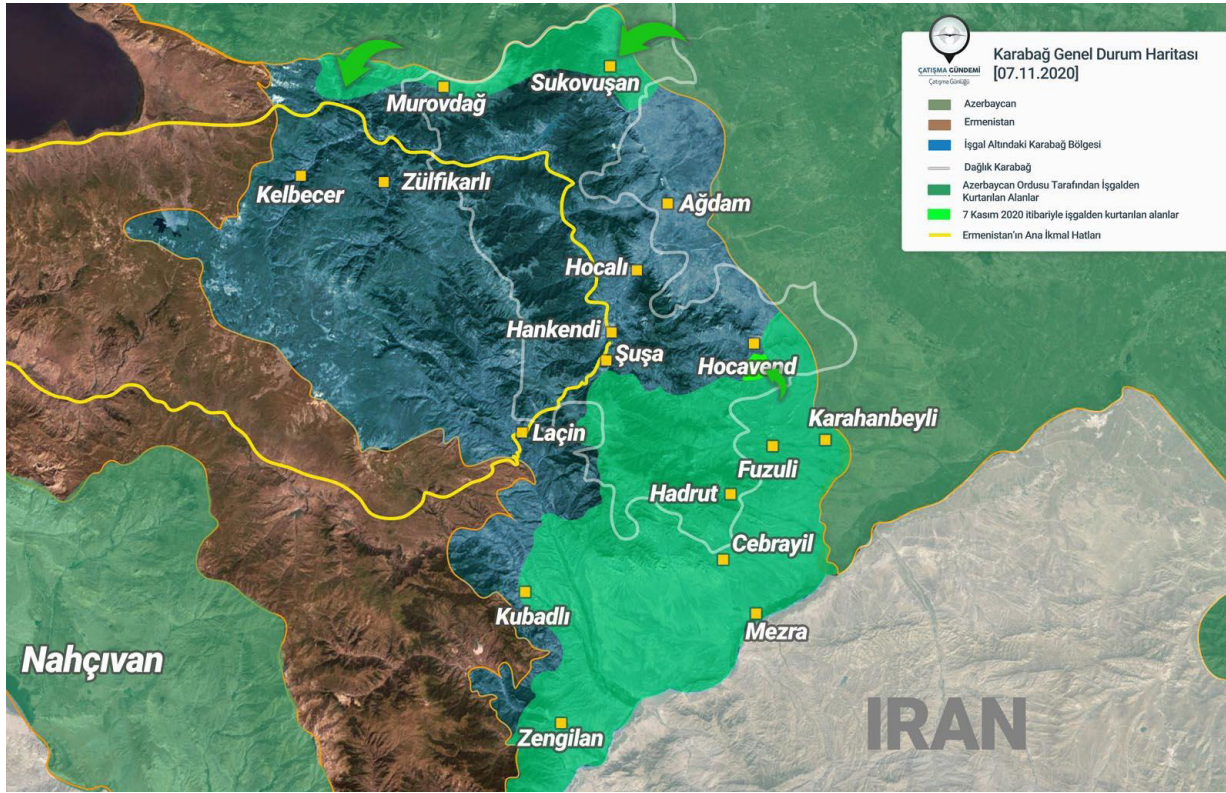 ÇATIŞMA GÜNDEMİ
Çatışma Günlüğü
Karabağ Genel Durum Haritası
[07.11.2020]
Azerbaycan
Ermenistan
İşgal Altındaki Karabağ Bölgesi
Dağlık Karabağ
Azerbaycan Ordusu Tarafından İşgalden
Kurtarılan Alanlar
7 Kasım 2020 itibariyle işgalden kurtarılan alanlar
Ermenistan'ın Ana İkmal Hatları
Sukovuşan
Murovdağ
Kelbecer
Zülfikarlı
Ağdam
Hocalı
Hankendi
Şuşa
Hocavend
Laçin
Karahanbeyli
Fuzuli
Hadrut
Cebrayil
Kubadlı
Mezra
Nahçıvan
Zengilan
IRAN